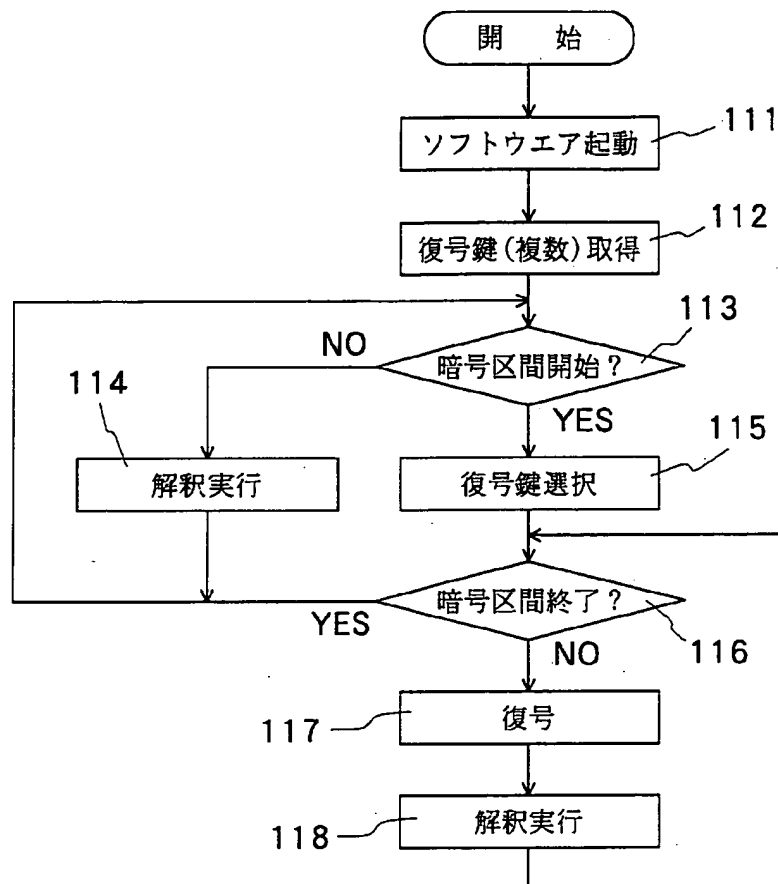 開 始
ソフトウエア起動
111
復号鍵(複数)取得
112
暗号区間開始?
113
NO
YES
114
解釈実行
復号鍵選択
115
暗号区間終了?
116
YES
NO
復号
117
解釈実行
118